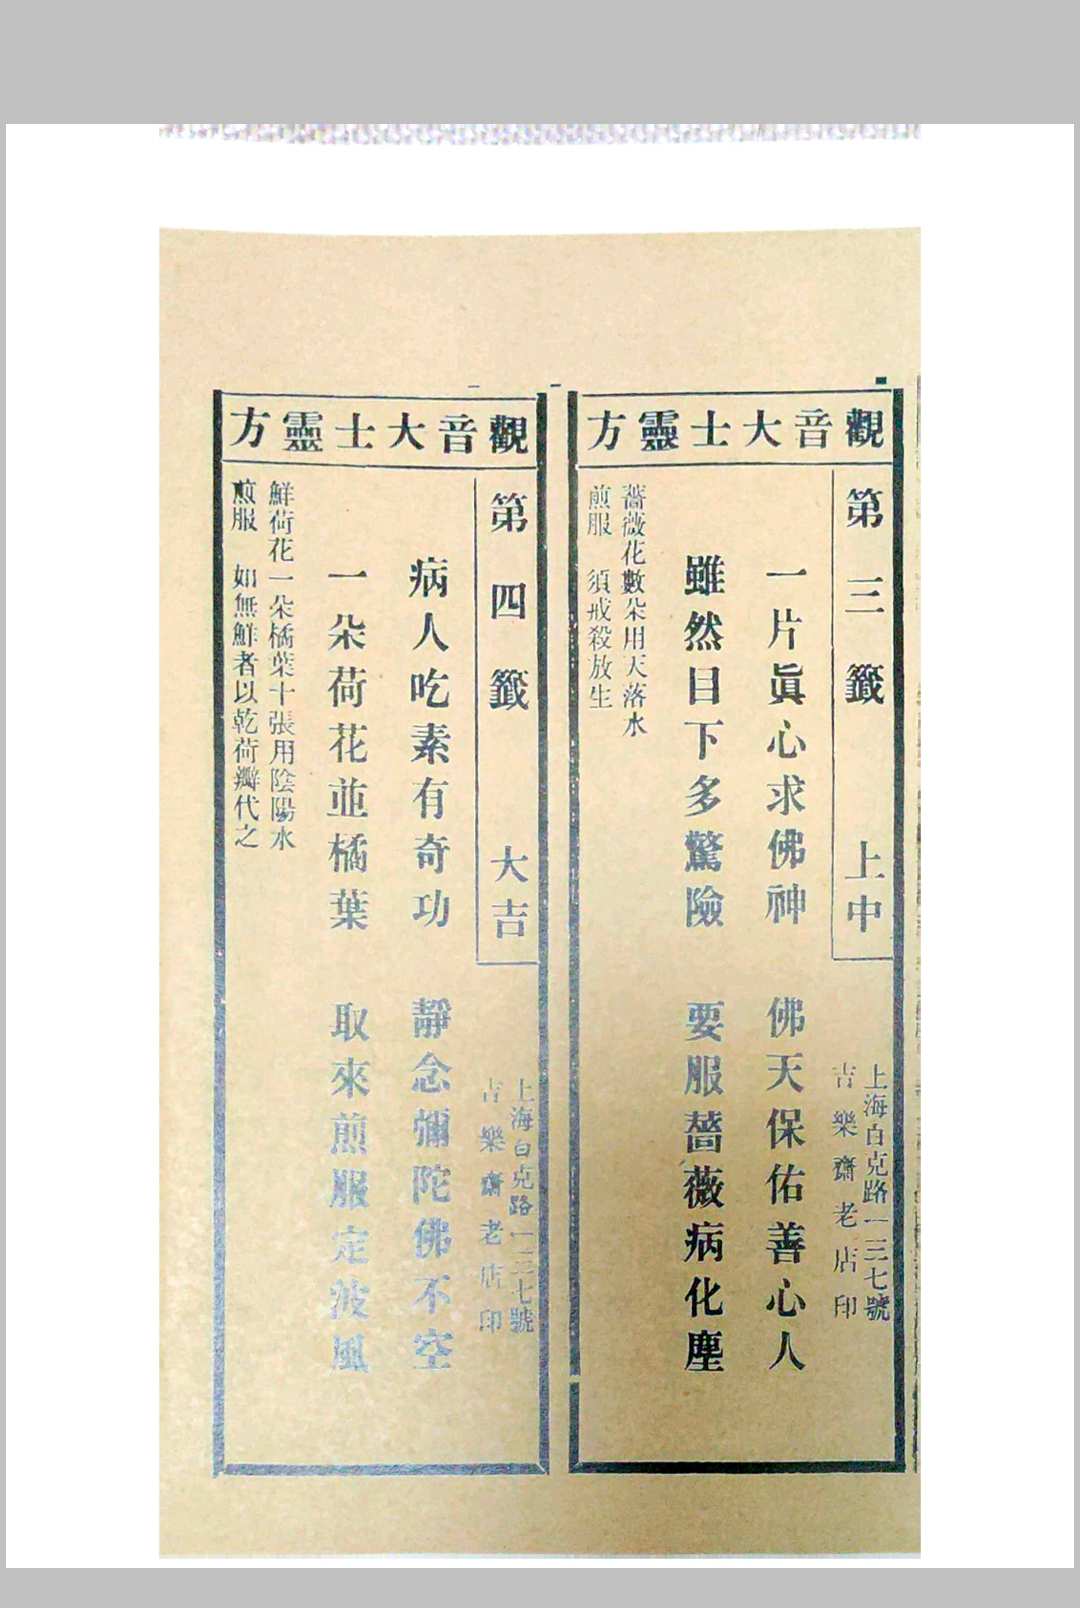 觀音大士靈方
第三籤 上中
上海白克路一三七號
吉樂齋老店印
一片眞心求佛神 佛天保佑善心人
雖然目下多驚險 要服薔薇病化塵
薔薇花數朵用天落水
煎服 須戒殺放生
觀音大士靈方
第四籤 大吉
上海白克路一三七號
吉樂齋老店印
病人吃素有奇功 靜念彌陀佛不空
一朵荷花並橘葉 取來煎服定波風
鮮荷花一朵橘葉十張用陰陽水
煎服 如無鮮者以乾荷瓣代之